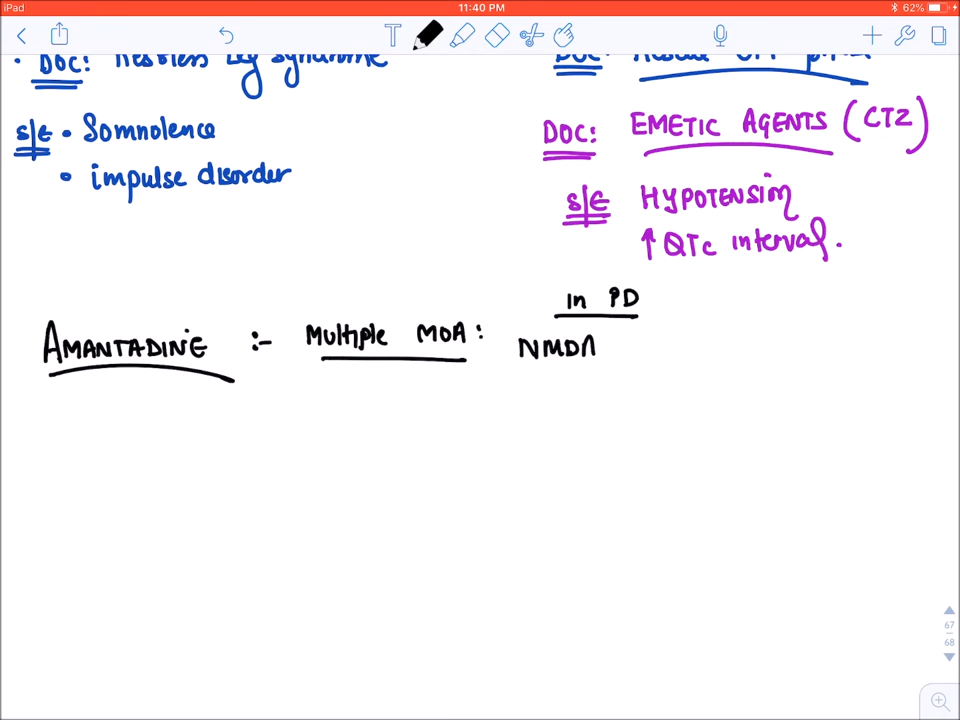 iPad 11:40 PM 62%
T
• DOC: Restless leg syndrome
DOC:
s/E • Somnolence
• impulse disorder
DOC: EMETIC AGENTS (CTZ)
s/E HYPOTENSION
↑ QTc interval.
in PD
AMANTADINE :- Multiple MOA: NMDA
67
68